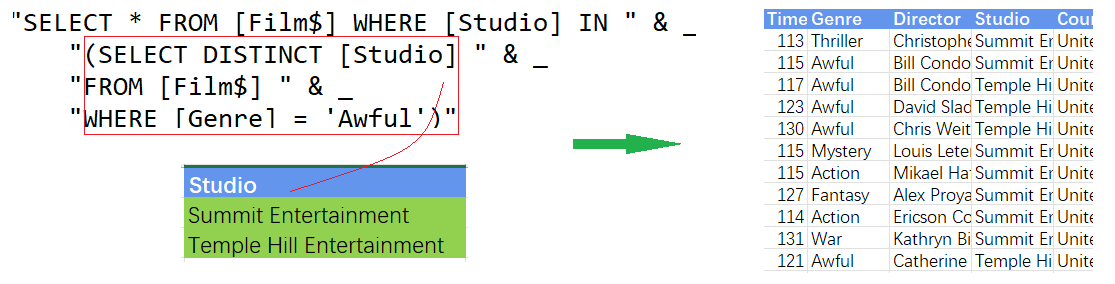 "SELECT * FROM [Film$] WHERE [Studio] IN " & _
"(SELECT DISTINCT [Studio] " & _
"FROM [Film$] " & _
"WHERE [Genre] = 'Awful')"
Studio
Summit Entertainment
Temple Hill Entertainment
Time Genre Director Studio Cou
113 Thriller Christophe Summit Er Unite
115 Awful Bill Condo Summit Er Unite
117 Awful Bill Condo Temple Hi Unite
123 Awful David Slad Temple Hi Unite
130 Awful Chris Weit Temple Hi Unite
115 Mystery Louis Lete Summit Er Unite
115 Action Mikael Ha Summit Er Unite
127 Fantasy Alex Proya Summit Er Unite
114 Action Ericson Co Summit Er Unite
131 War Kathryn Bi Summit Er Unite
121 Awful Catherine Temple Hi Unite